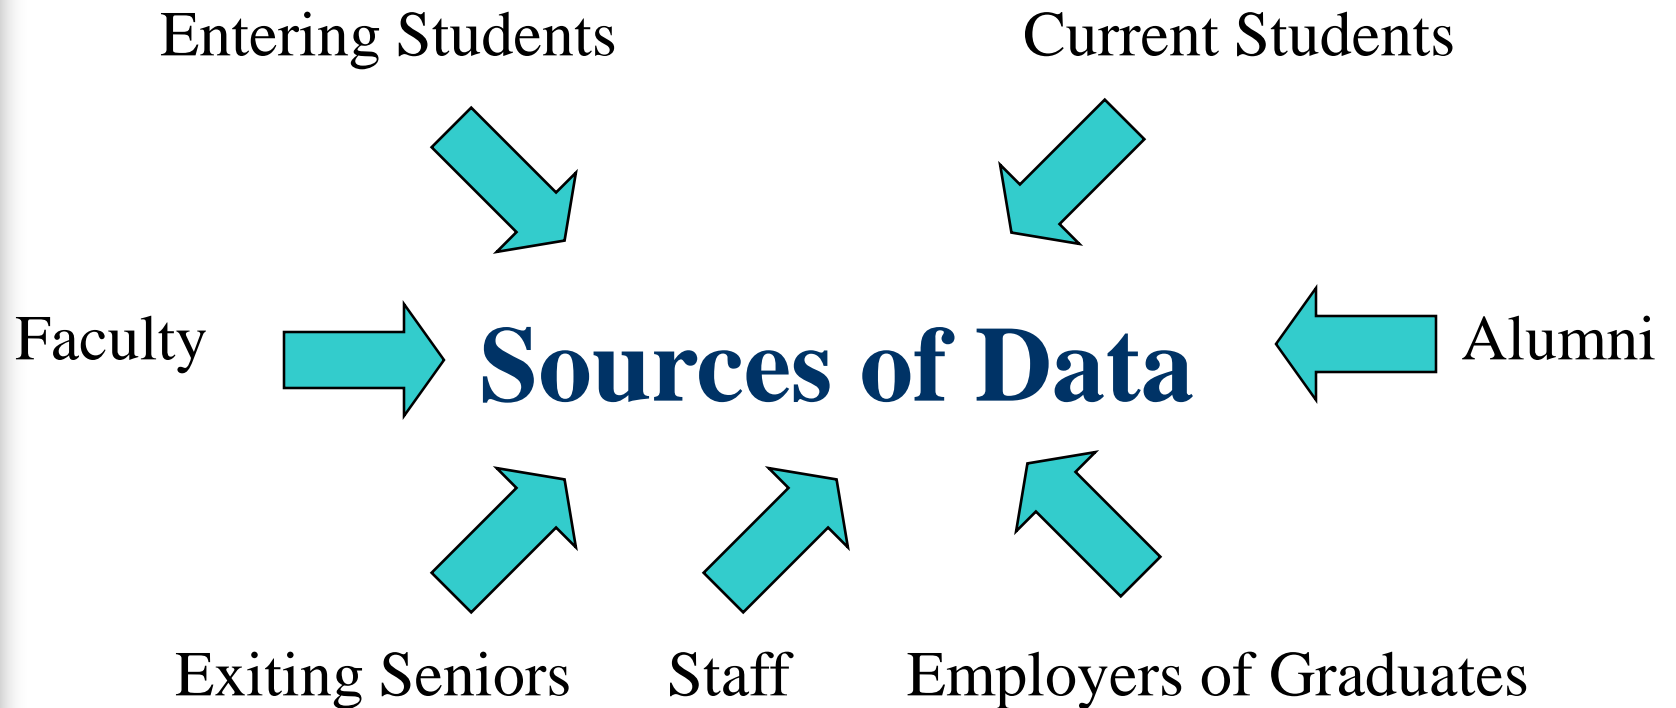 Entering Students
Current Students
Faculty
Sources of Data
Alumni
Exiting Seniors
Staff
Employers of Graduates